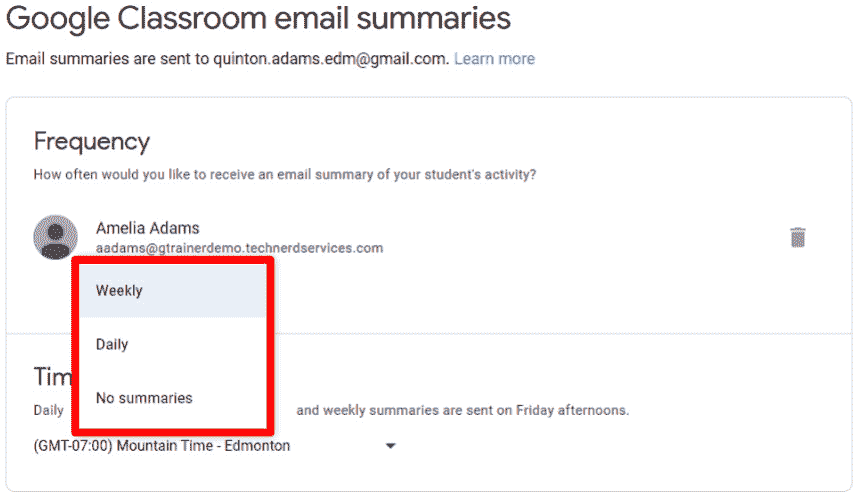 Google Classroom email summaries
Email summaries are sent to quinton.adams.edm@gmail.com. Learn more
Frequency
How often would you like to receive an email summary of your student's activity?
Amelia Adams
aadams@gtrainerdemo.technerdservices.com
Weekly
Daily
No summaries
Tim
Daily and weekly summaries are sent on Friday afternoons.
(GMT-07:00) Mountain Time - Edmonton